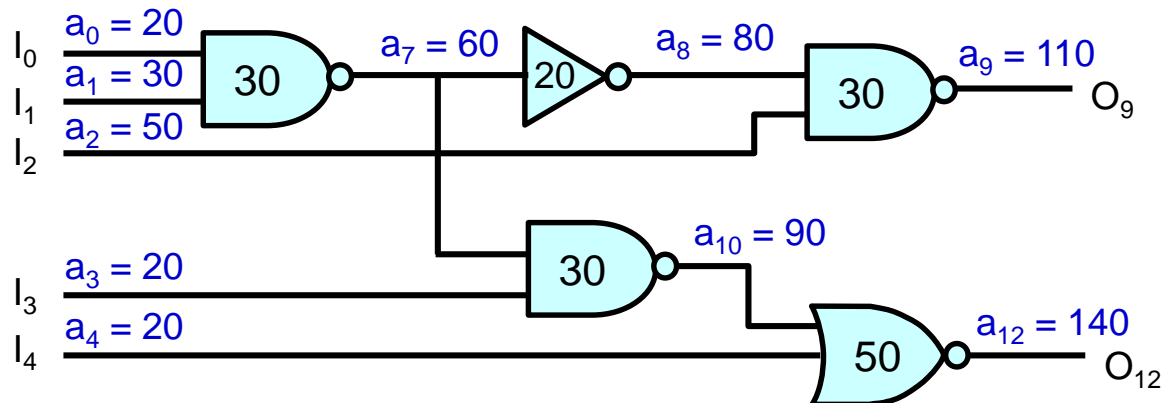 I₀ a₀ = 20
30
a₇ = 60
20
a₈ = 80
30
a₉ = 110
O₉
I₁ a₁ = 30
I₂ a₂ = 50
I₃ a₃ = 20
30
a₁₀ = 90
I₄ a₄ = 20
50
a₁₂ = 140
O₁₂